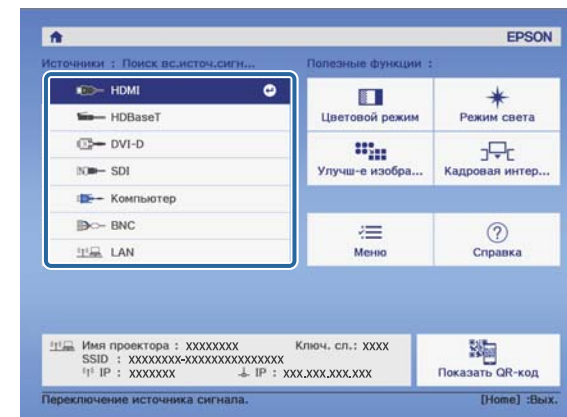 EPSON
Источники : Поиск вс.источ.сигн...
Полезные функции :
HDMI
HDBaseT
DVI-D
SDI
Компьютер
BNC
LAN
Цветовой режим
Режим света
Улучш-е изобра...
Кадровая интер...
Меню
Справка
Имя проектора : XXXXXXXX Ключ. сл.: XXXX
SSID : XXXXXXXX-XXXXXXXXXXXXXXX
IP : XXXXXXX IP : XXX.XXX.XXX.XXX
Показать QR-код
Переключение источника сигнала.
[Home] :Вых.